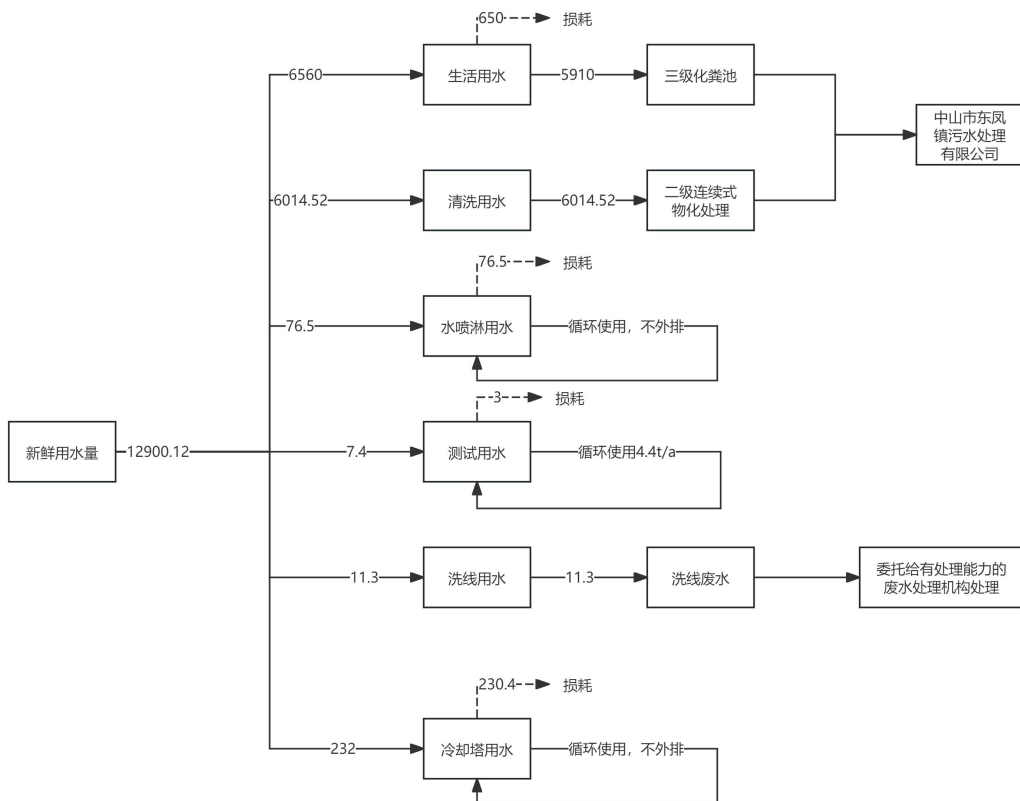 650
损耗
6560
生活用水
5910
三级化粪池
中山市东凤
镇污水处理
有限公司
6014.52
清洗用水
6014.52
二级连续式
物化处理
76.5
损耗
76.5
水喷淋用水
循环使用，不外排
3
损耗
新鲜用水量
12900.12
7.4
测试用水
循环使用4.4t/a
11.3
洗线用水
11.3
洗线废水
委托给有处理能力的
废水处理机构处理
230.4
损耗
232
冷却塔用水
循环使用，不外排